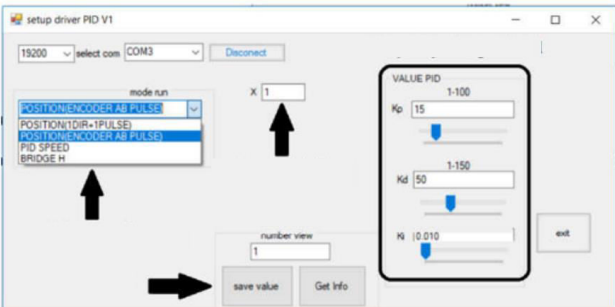 setup driver PID V1
19200 select com COM3 Disconect
mode run
POSITION(ENCODER AB PULSE)
POSITION(1DIR+1PULSE)
POSITION(ENCODER AB PULSE)
PID SPEED
BRIDGE H
X 1
VALUE PID
1-100
Kp 15
1-150
Kd 50
Ki 0.010
number view
1
save value Get Info
exit